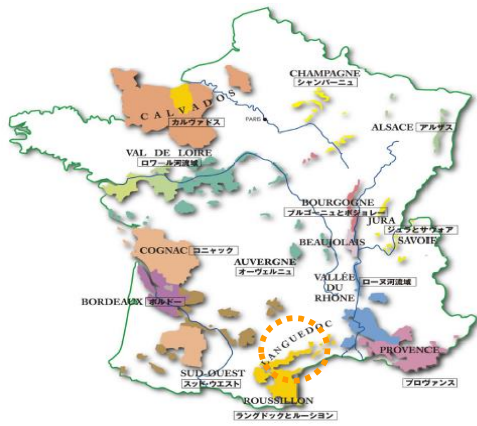 CHAMPAGNE
シャンパーニュ
CALVADOS
カルヴァドス
PARIS
ALSACE アルザス
VAL DE LOIRE
ロワール河流域
BOURGOGNE
ブルゴーニュとボジョレー
JURA
ジュラとサヴォア
SAVOIE
BEAUJOLAIS
COGNAC コニャック
AUVERGNE
オーヴェルニュ
VALLÉE
DU
RHÔNE
ローヌ河流域
BORDEAUX ボルドー
LANGUEDOC
PROVENCE
プロヴァンス
SUD-OUEST
スッド・ウエスト
ROUSSILLON
ラングドックとルーション